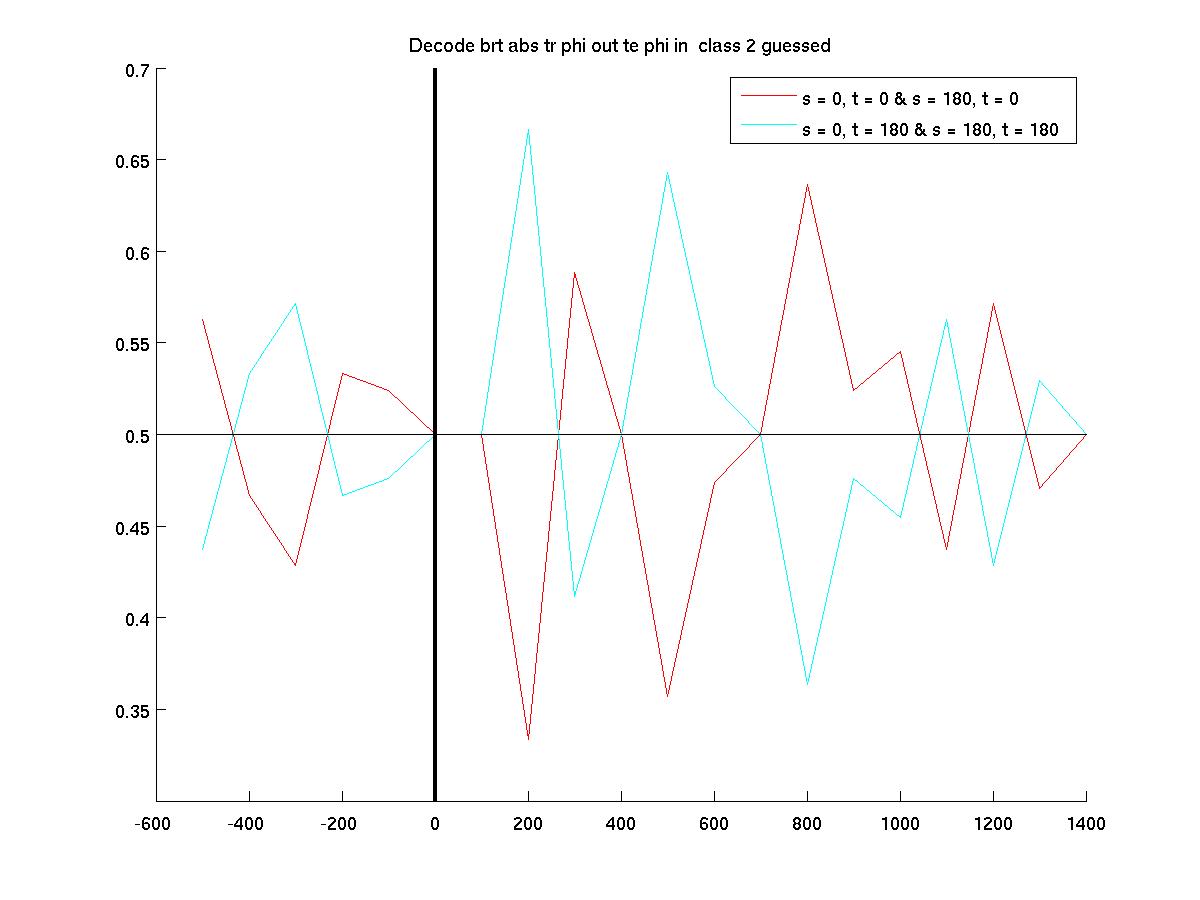 Decode brt abs tr phi out te phi in  class 2 guessed
s = 0, t = 0 & s = 180, t = 0
s = 0, t = 180 & s = 180, t = 180
0.7
0.65
0.6
0.55
0.5
0.45
0.4
0.35
-600 -400 -200 0 200 400 600 800 1000 1200 1400